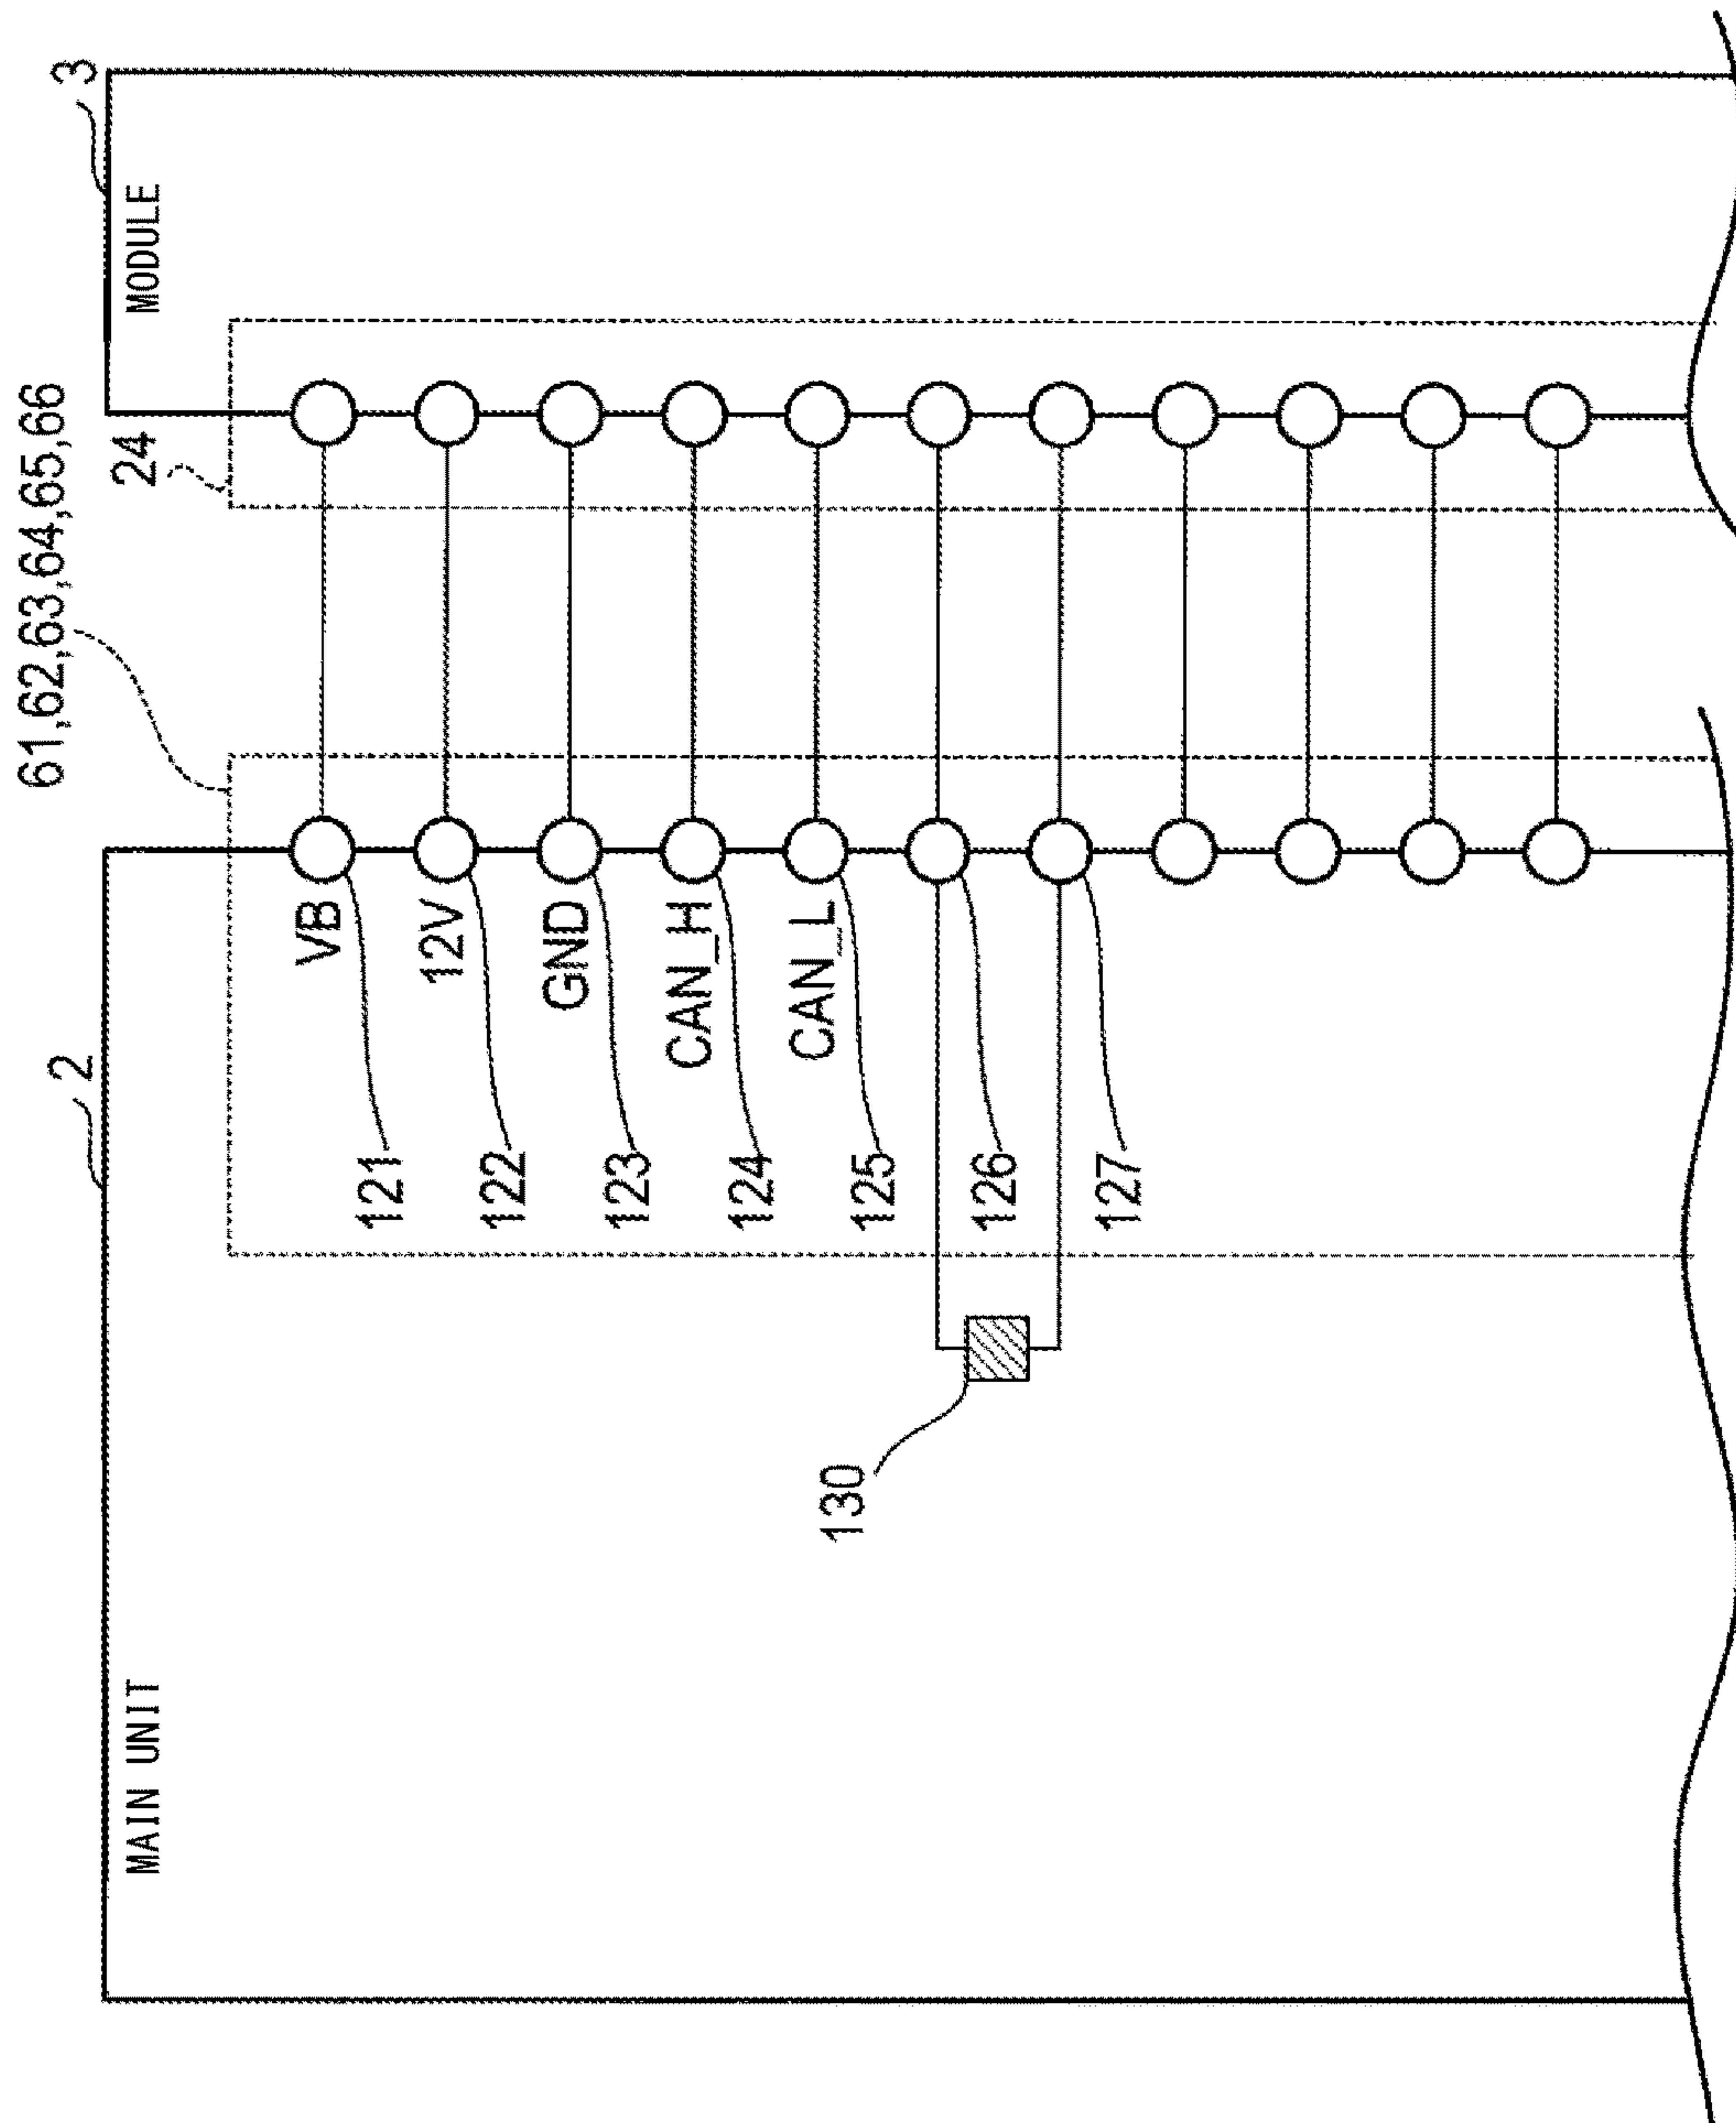 61,62,63,64,65,66
2
24
3
MAIN UNIT
MODULE
VB
121
12V
122
GND
123
CAN_H
124
CAN_L
125
126
127
130